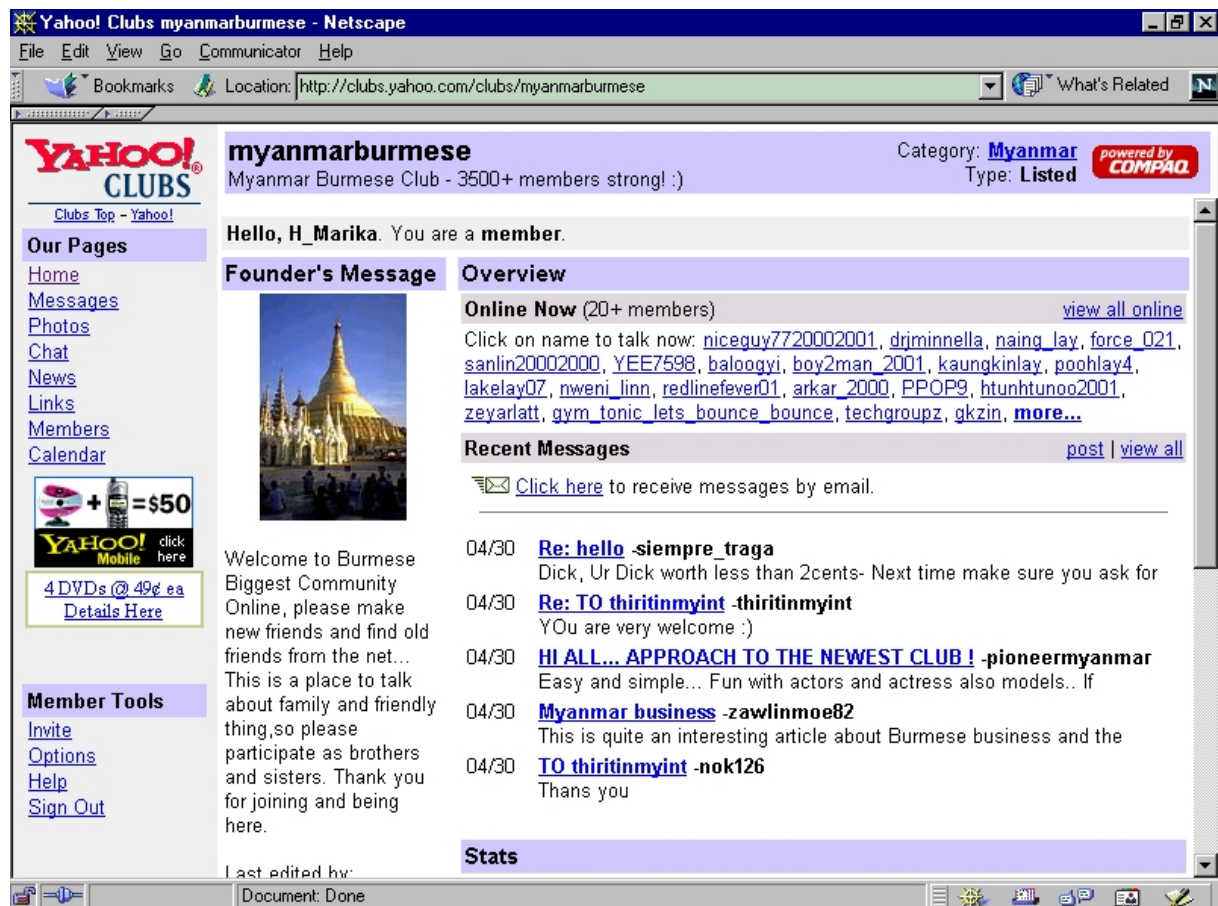 Yahoo! Clubs myanmarburmese - Netscape
File Edit View Go Communicator Help
Bookmarks Location: http://clubs.yahoo.com/clubs/myanmarburmese What's Related N
YAHOO! CLUBS
Clubs Top - Yahoo!
myanmarburmese
Myanmar Burmese Club - 3500+ members strong! :)
Category: Myanmar
Type: Listed
powered by COMPAQ
Our Pages
Home
Messages
Photos
Chat
News
Links
Members
Calendar
+ =$50
YAHOO! Mobile click here
4 DVDs @ 49¢ ea
Details Here
Member Tools
Invite
Options
Help
Sign Out
Hello, H_Marika. You are a member.
Founder's Message
Welcome to Burmese
Biggest Community
Online, please make
new friends and find old
friends from the net...
This is a place to talk
about family and friendly
thing,so please
participate as brothers
and sisters. Thank you
for joining and being
here.
Last edited by:
Overview
Online Now (20+ members) view all online
Click on name to talk now: niceguy7720002001, drjminnella, naing_lay, force_021,
sanlin20002000, YEE7598, baloogyi, boy2man_2001, kaungkinlay, poohlay4,
lakelay07, nweni_linn, redlinefever01, arkar_2000, PPOP9, htunhtunoo2001,
zeyarlatt, gym_tonic_lets_bounce_bounce, techgroupz, gkzin, more...
Recent Messages post | view all
Click here to receive messages by email.
04/30 Re: hello -siempre_traga
Dick, Ur Dick worth less than 2cents- Next time make sure you ask for
04/30 Re: TO thiritinmyint -thiritinmyint
YOu are very welcome :)
04/30 HI ALL... APPROACH TO THE NEWEST CLUB ! -pioneermyanmar
Easy and simple... Fun with actors and actress also models.. If
04/30 Myanmar business -zawlinmoe82
This is quite an interesting article about Burmese business and the
04/30 TO thiritinmyint -nok126
Thans you
Stats
Document: Done